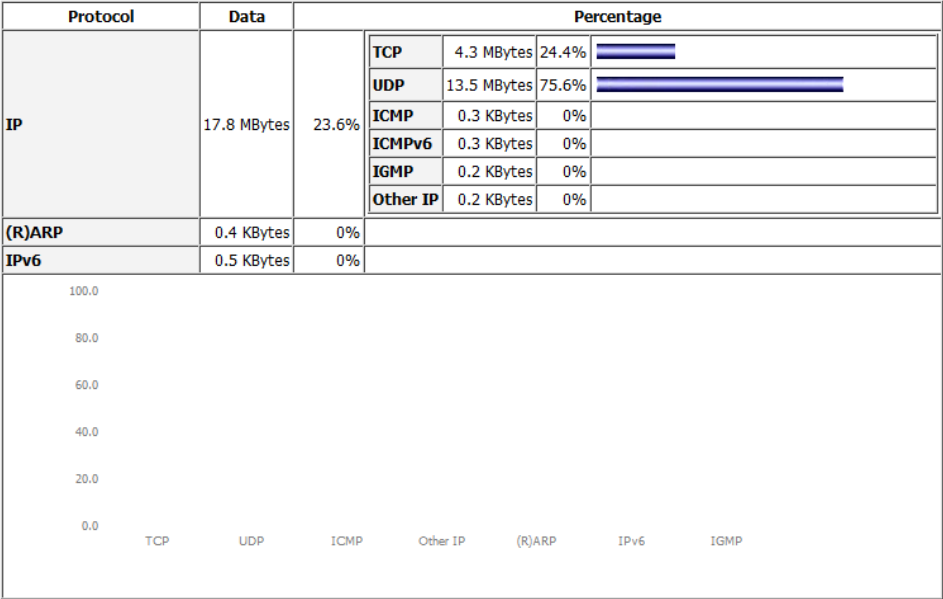 Protocol Data Percentage
IP 17.8 MBytes 23.6%
TCP 4.3 MBytes 24.4%
UDP 13.5 MBytes 75.6%
ICMP 0.3 KBytes 0%
ICMPv6 0.3 KBytes 0%
IGMP 0.2 KBytes 0%
Other IP 0.2 KBytes 0%
(R)ARP 0.4 KBytes 0%
IPv6 0.5 KBytes 0%
100.0
80.0
60.0
40.0
20.0
0.0
TCP UDP ICMP Other IP (R)ARP IPv6 IGMP